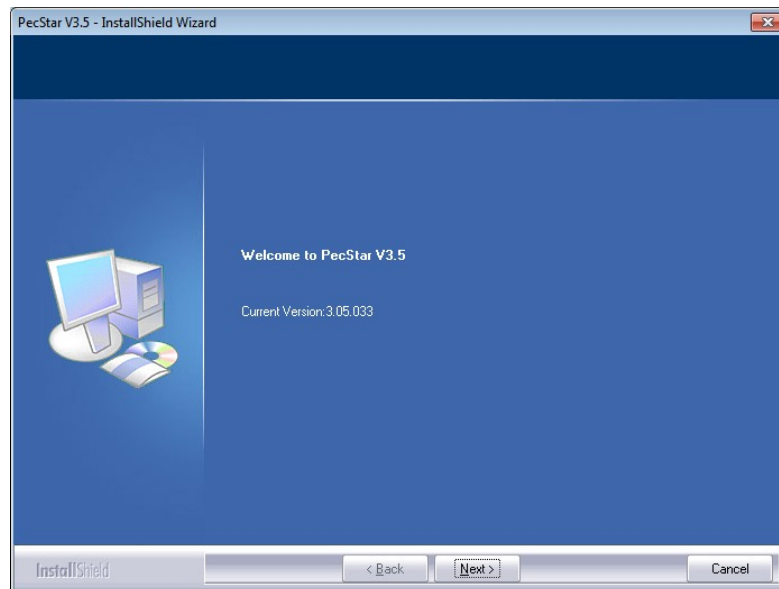 PecStar V3.5 - InstallShield Wizard
Welcome to PecStar V3.5
Current Version:3.05.033
InstallShield
< Back
Next >
Cancel